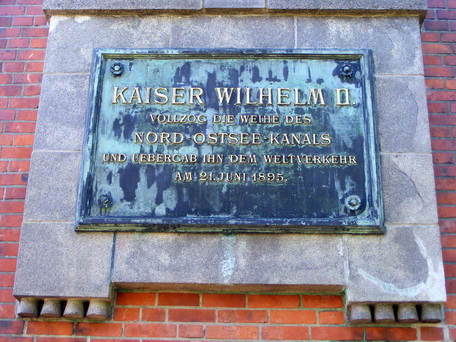 KAISER WILHELM II.
VOLLZOG DIE WEIHE DES
NORD-OSTSEE-KANALS
UND UEBERGAB IHN DEM WELTVERKEHR
AM 21. JUNI 1895.